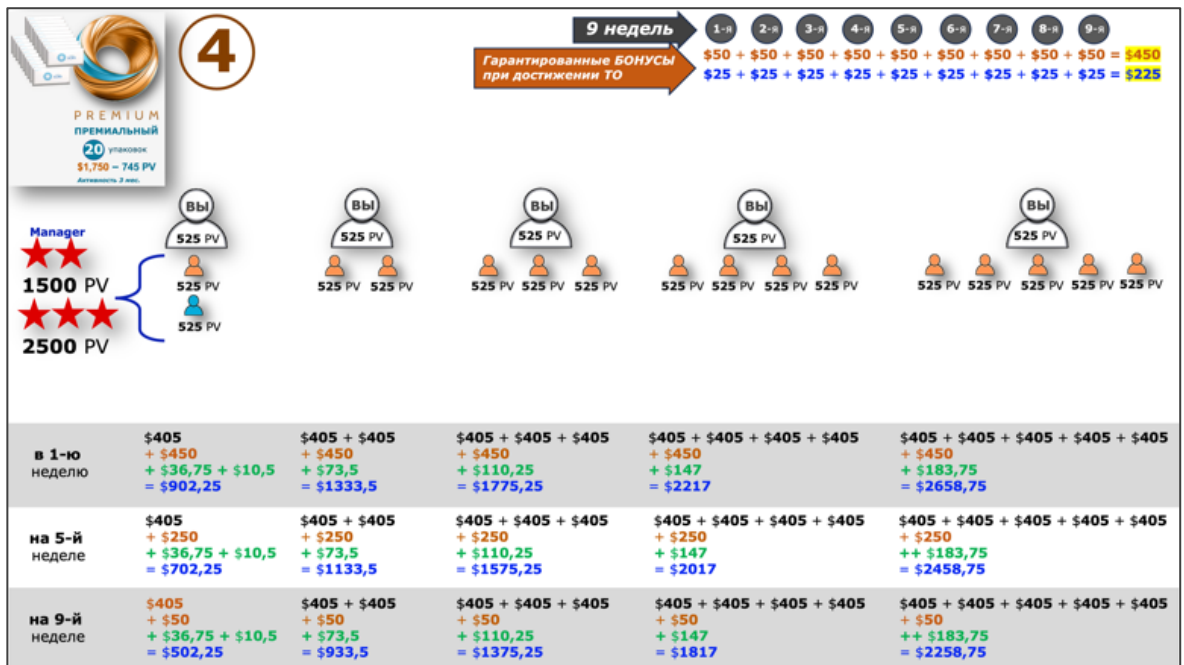 PREMIUM
ПРЕМИАЛЬНЫЙ
20 упаковок
$1,750 – 745 PV
Активность 3 мес.
4
9 недель 1-я 2-я 3-я 4-я 5-я 6-я 7-я 8-я 9-я
Гарантированные БОНУСЫ
при достижении ТО
$50 + $50 + $50 + $50 + $50 + $50 + $50 + $50 + $50 = $450
$25 + $25 + $25 + $25 + $25 + $25 + $25 + $25 + $25 = $225
Manager
1500 PV
2500 PV
ВЫ ВЫ ВЫ ВЫ ВЫ
525 PV 525 PV 525 PV 525 PV 525 PV
525 PV 525 PV 525 PV 525 PV 525 PV 525 PV 525 PV 525 PV 525 PV 525 PV 525 PV 525 PV 525 PV 525 PV 525 PV
525 PV
в 1-ю
неделю
$405
+ $450
+ $36,75 + $10,5
= $902,25
$405 + $405
+ $450
+ $73,5
= $1333,5
$405 + $405 + $405
+ $450
+ $110,25
= $1775,25
$405 + $405 + $405 + $405
+ $450
+ $147
= $2217
$405 + $405 + $405 + $405 + $405
+ $450
+ $183,75
= $2658,75
на 5-й
неделе
$405
+ $250
+ $36,75 + $10,5
= $702,25
$405 + $405
+ $250
+ $73,5
= $1133,5
$405 + $405 + $405
+ $250
+ $110,25
= $1575,25
$405 + $405 + $405 + $405
+ $250
+ $147
= $2017
$405 + $405 + $405 + $405 + $405
+ $250
++ $183,75
= $2458,75
на 9-й
неделе
$405
+ $50
+ $36,75 + $10,5
= $502,25
$405 + $405
+ $50
+ $73,5
= $933,5
$405 + $405 + $405
+ $50
+ $110,25
= $1375,25
$405 + $405 + $405 + $405
+ $50
+ $147
= $1817
$405 + $405 + $405 + $405 + $405
+ $50
++ $183,75
= $2258,75